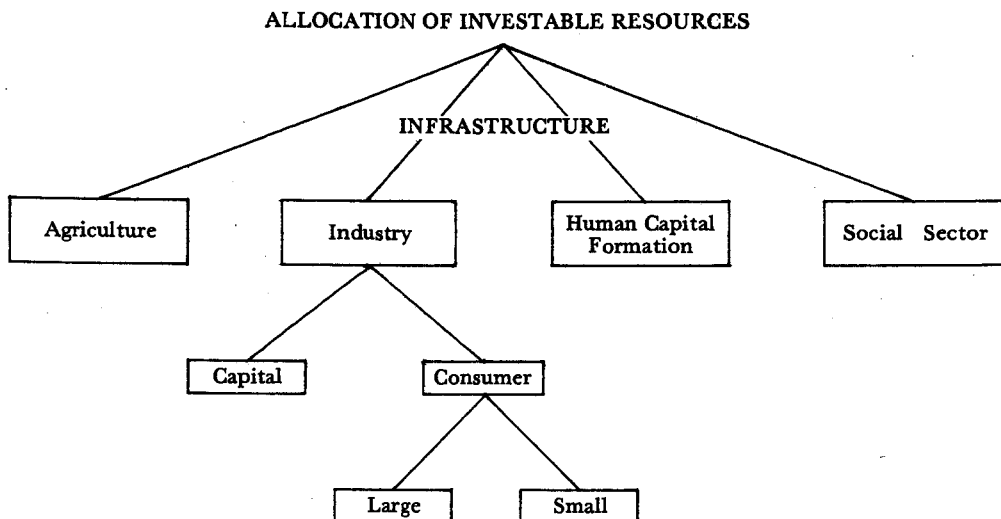 ALLOCATION OF INVESTABLE RESOURCES
INFRASTRUCTURE
Agriculture
Industry
Human Capital
Formation
Social Sector
Capital
Consumer
Large
Small